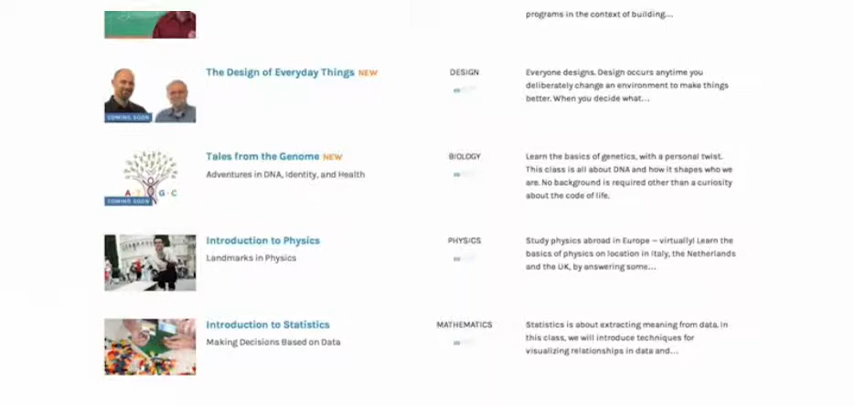 programs in the context of building...
The Design of Everyday Things NEW
DESIGN
Everyone designs. Design occurs anytime you
deliberately change an environment to make things
better. When you decide what...
COMING SOON
Tales from the Genome NEW
Adventures in DNA, Identity, and Health
BIOLOGY
Learn the basics of genetics, with a personal twist.
This class is all about DNA and how it shapes who we
are. No background is required other than a curiosity
about the code of life.
A T G • C
COMING SOON
Introduction to Physics
Landmarks in Physics
PHYSICS
Study physics abroad in Europe – virtually! Learn the
basics of physics on location in Italy, the Netherlands
and the UK, by answering some...
Introduction to Statistics
Making Decisions Based on Data
MATHEMATICS
Statistics is about extracting meaning from data. In
this class, we will introduce techniques for
visualizing relationships in data and...